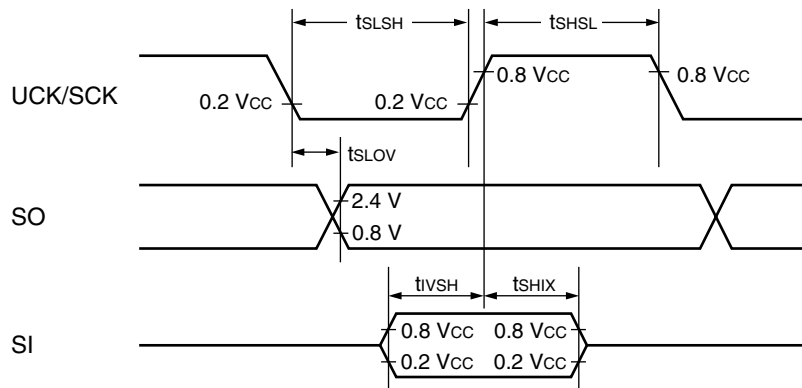 tSLSH tSHSL
UCK/SCK 0.2 VCC 0.2 VCC 0.8 VCC 0.8 VCC
tSLOV
SO 2.4 V
0.8 V
tIVSH tSHIX
SI 0.8 VCC 0.8 VCC
0.2 VCC 0.2 VCC